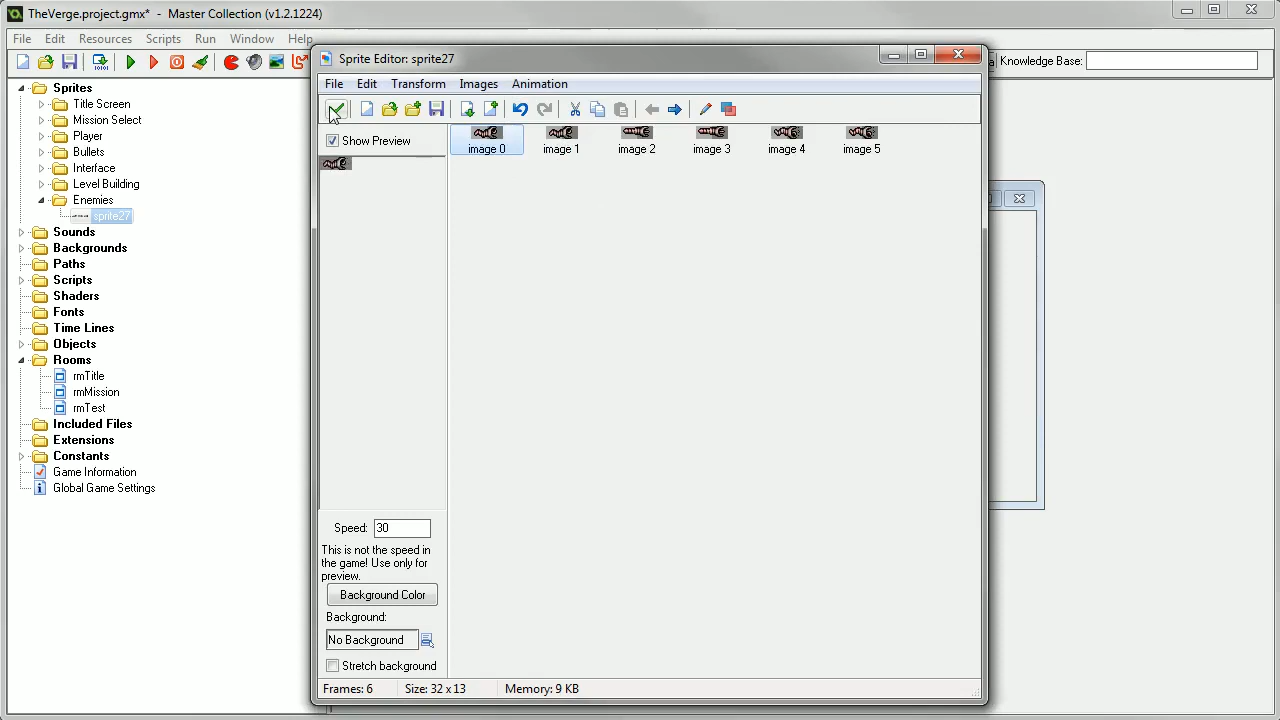 TheVerge.project.gmx* - Master Collection (v1.2.1224)
File Edit Resources Scripts Run Window Help
Knowledge Base:
Sprites
Title Screen
Mission Select
Player
Bullets
Interface
Level Building
Enemies
sprite27
Sounds
Backgrounds
Paths
Scripts
Shaders
Fonts
Time Lines
Objects
Rooms
rmTitle
rmMission
rmTest
Included Files
Extensions
Constants
Game Information
Global Game Settings
Sprite Editor: sprite27
File Edit Transform Images Animation
Show Preview
image 0 image 1 image 2 image 3 image 4 image 5
Speed: 30
This is not the speed in
the game! Use only for
preview.
Background Color
Background:
No Background
Stretch background
Frames: 6 Size: 32 x 13 Memory: 9 KB